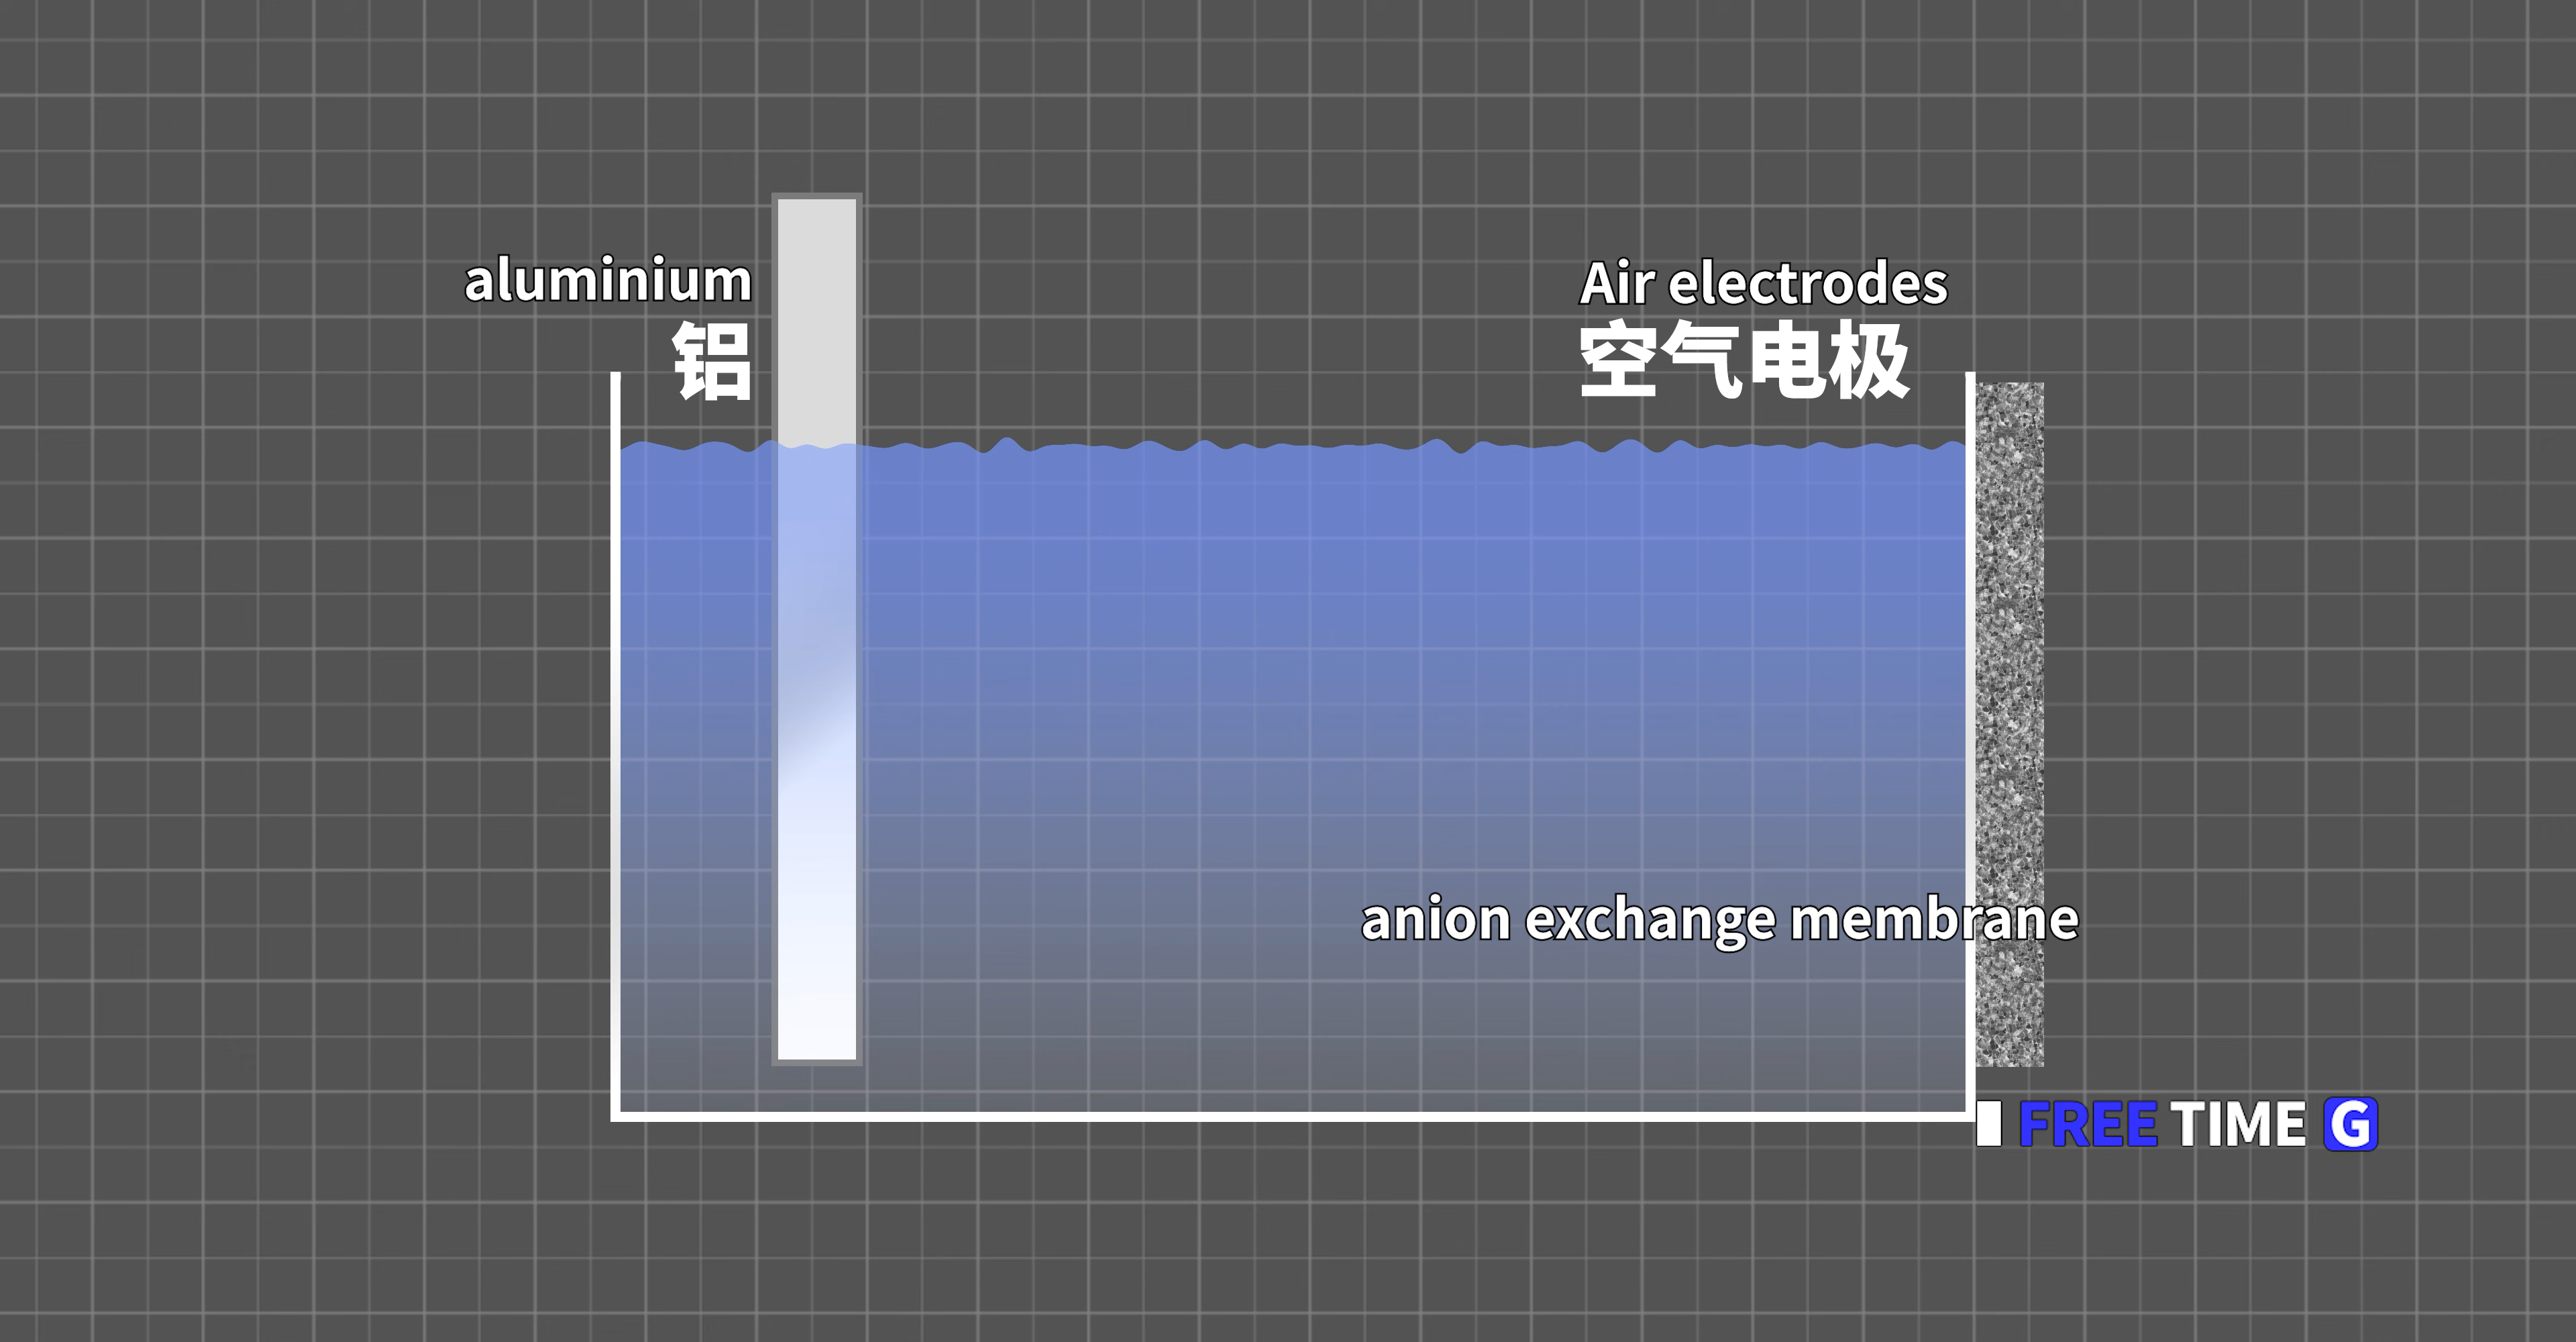 aluminium
铝
Air electrodes
空气电极
anion exchange membrane
FREE TIME G